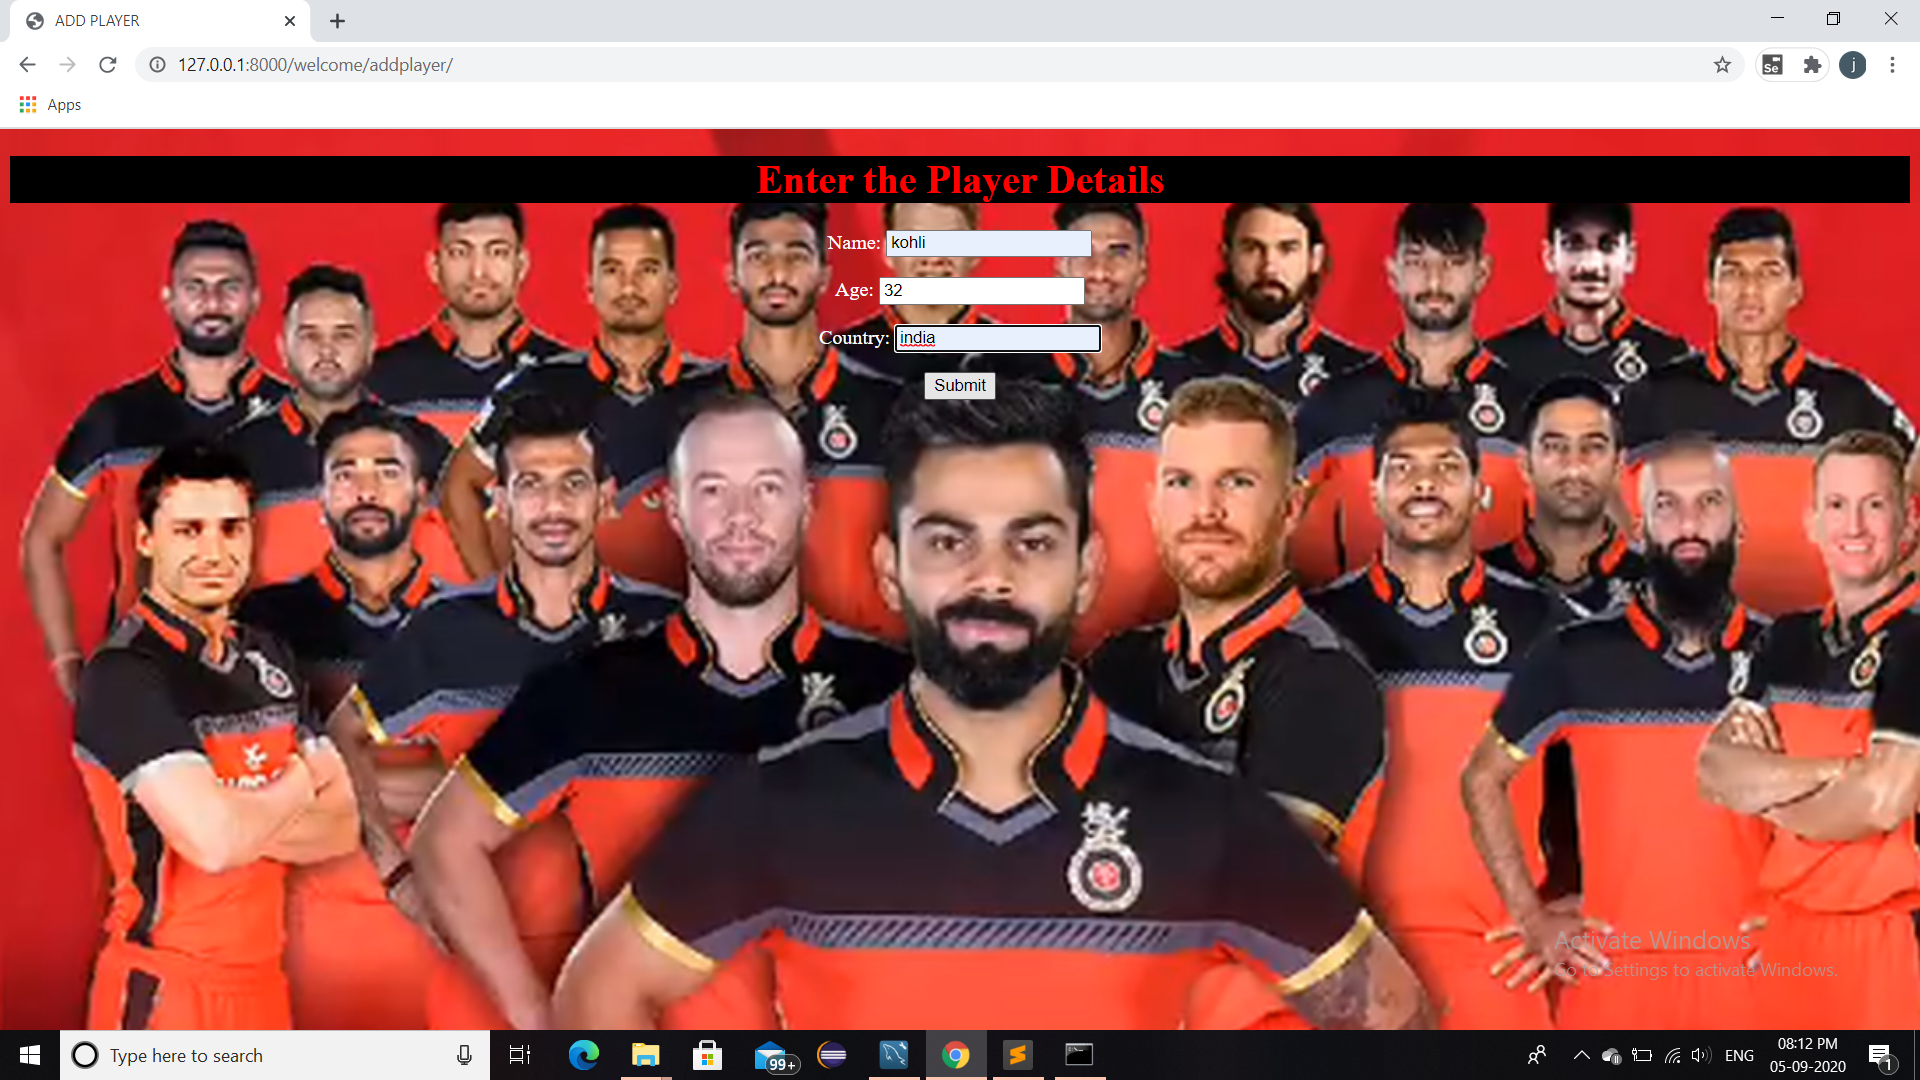 ADD PLAYER
127.0.0.1:8000/welcome/addplayer/
Se
j
Apps
Enter the Player Details
Name: kohli
Age: 32
Country: india
Submit
Activate Windows
Go to Settings to activate Windows.
Type here to search
99+
ENG
08:12 PM
05-09-2020
1